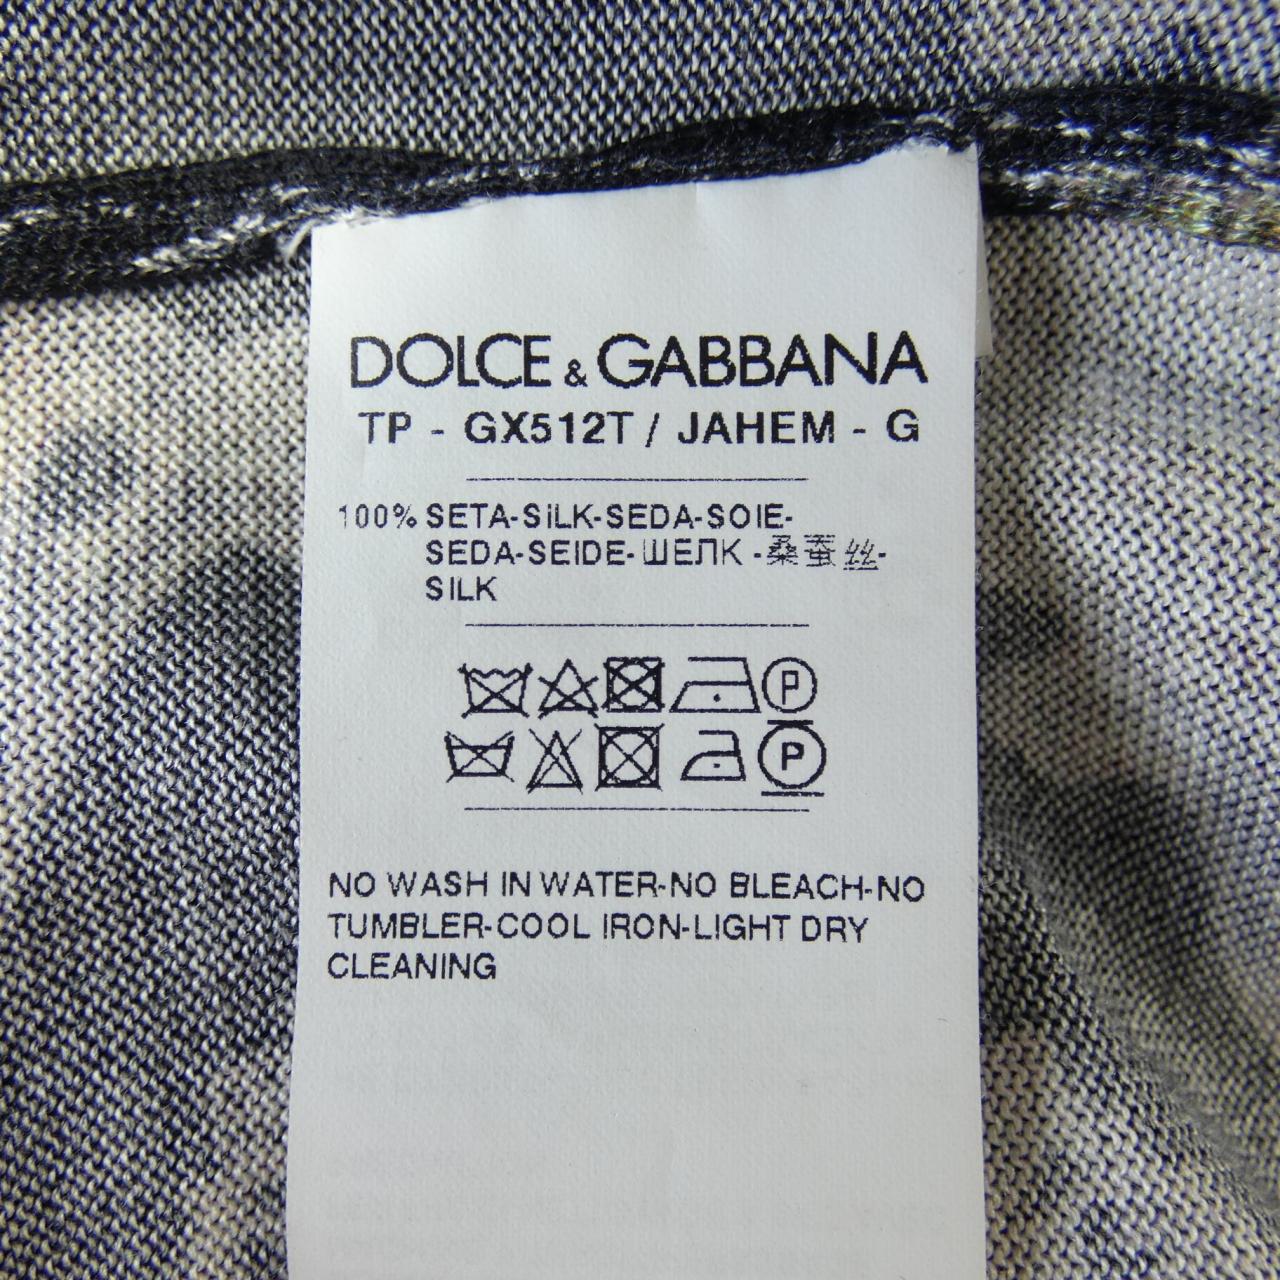 DOLCE & GABBANA
TP - GX512T / JAHEM - G
100% SETA-SILK-SEDA-SOIE-
SEDA-SEIDE-ШЕЛК -桑蚕丝-
SILK
P
P
NO WASH IN WATER-NO BLEACH-NO
TUMBLER-COOL IRON-LIGHT DRY
CLEANING